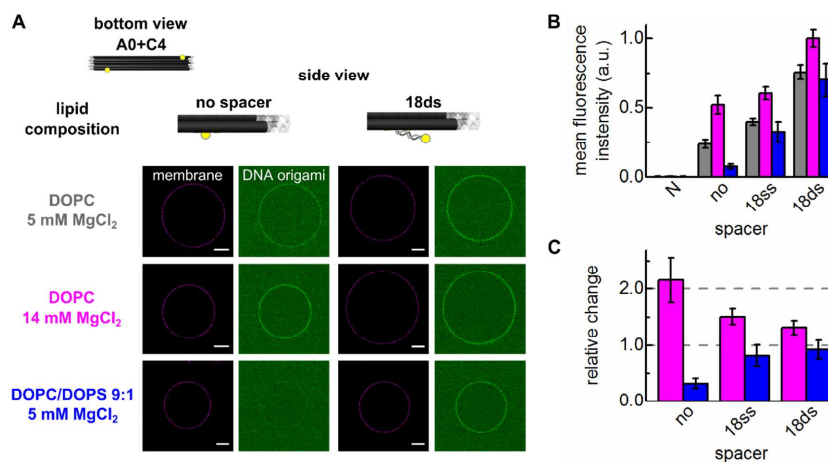 A
bottom view
A0+C4
side view
lipid
composition
no spacer
18ds
membrane
DNA origami
DOPC
5 mM MgCl₂
DOPC
14 mM MgCl₂
DOPC/DOPS 9:1
5 mM MgCl₂
B
mean fluorescence
instensity (a.u.)
1.0
0.5
0.0
N
no
18ss
18ds
spacer
C
relative change
2.0
1.0
0.0
no
18ss
18ds
spacer